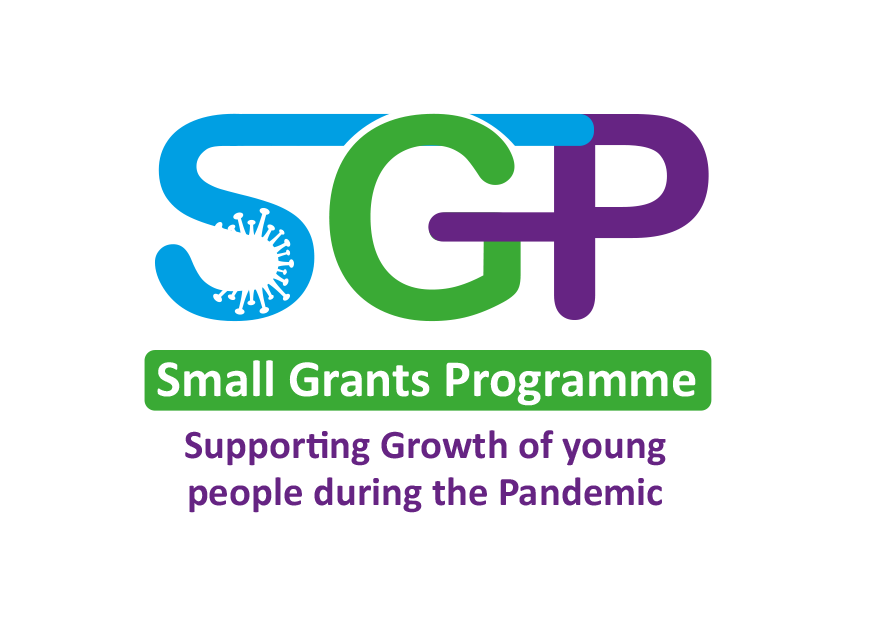 SGP
Small Grants Programme
Supporting Growth of young
people during the Pandemic